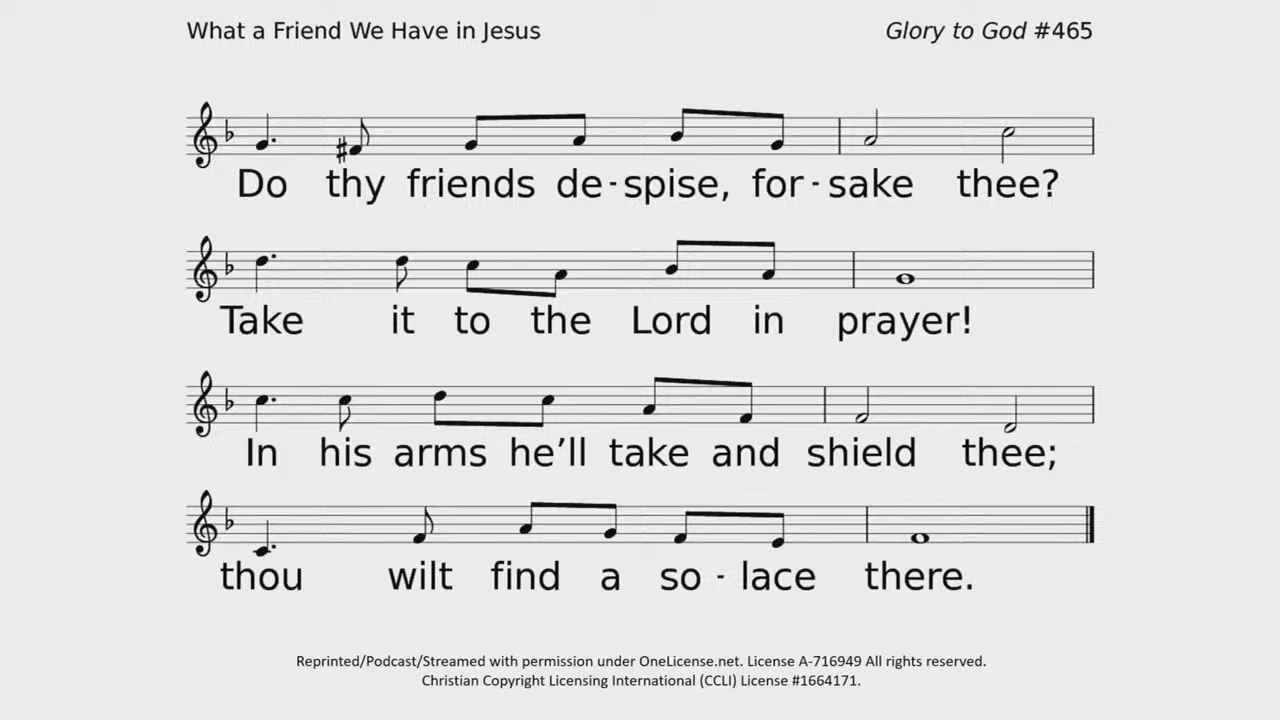 What a Friend We Have in Jesus
Glory to God #465
Do thy friends de-spise, for-sake thee?
Take it to the Lord in prayer!
In his arms he’ll take and shield thee;
thou wilt find a so-lace there.
Reprinted/Podcast/Streamed with permission under OneLicense.net. License A-716949 All rights reserved.
Christian Copyright Licensing International (CCLI) License #1664171.